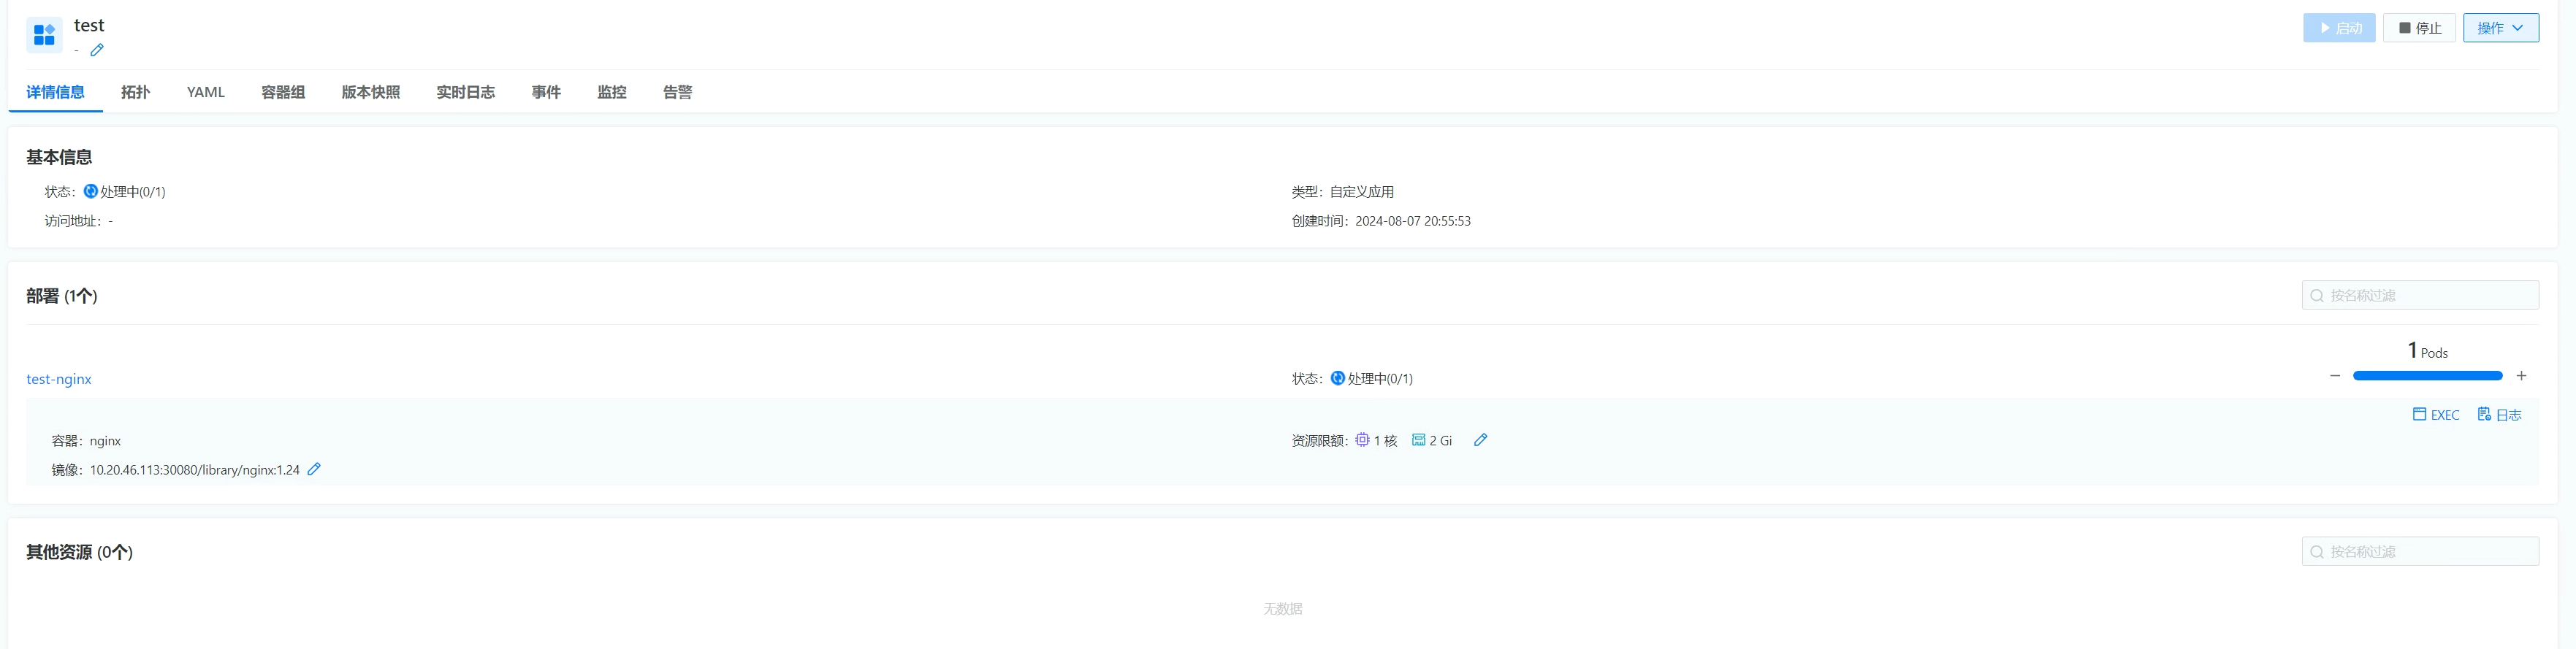 test
-
启动 停止 操作
详情信息 拓扑 YAML 容器组 版本快照 实时日志 事件 监控 告警
基本信息
状态： 处理中(0/1) 类型： 自定义应用
访问地址： - 创建时间： 2024-08-07 20:55:53
部署 (1个) 按名称过滤
1 Pods
test-nginx 状态： 处理中(0/1) − +
EXEC 日志
容器： nginx 资源限额： 1 核 2 Gi
镜像： 10.20.46.113:30080/library/nginx:1.24
其他资源 (0个) 按名称过滤
无数据